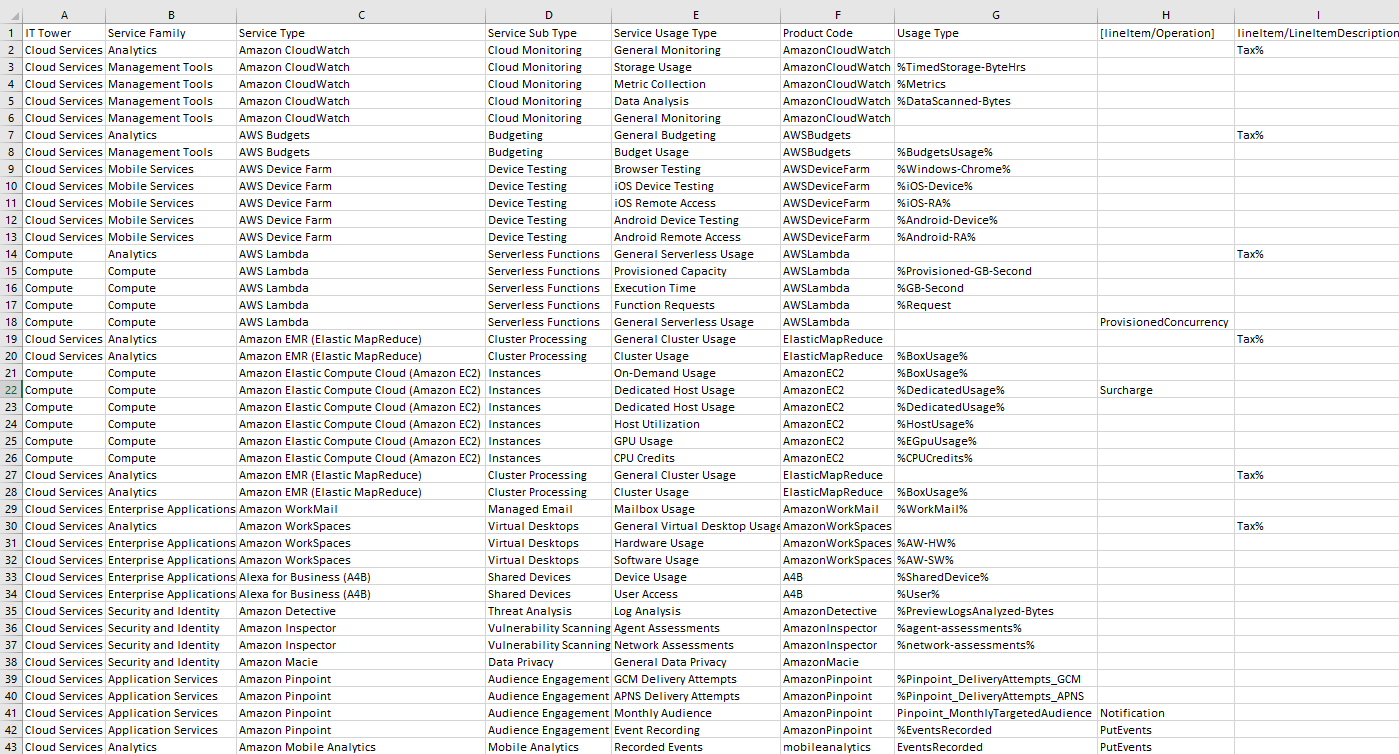 A B C D E F G H I
1 IT Tower Service Family Service Type Service Sub Type Service Usage Type Product Code Usage Type [lineItem/Operation] lineItem/LineItemDescription
2 Cloud Services Analytics Amazon CloudWatch Cloud Monitoring General Monitoring AmazonCloudWatch Tax%
3 Cloud Services Management Tools Amazon CloudWatch Cloud Monitoring Storage Usage AmazonCloudWatch %TimedStorage-ByteHrs
4 Cloud Services Management Tools Amazon CloudWatch Cloud Monitoring Metric Collection AmazonCloudWatch %Metrics
5 Cloud Services Management Tools Amazon CloudWatch Cloud Monitoring Data Analysis AmazonCloudWatch %DataScanned-Bytes
6 Cloud Services Management Tools Amazon CloudWatch Cloud Monitoring General Monitoring AmazonCloudWatch
7 Cloud Services Analytics AWS Budgets Budgeting General Budgeting AWSBudgets Tax%
8 Cloud Services Management Tools AWS Budgets Budgeting Budget Usage AWSBudgets %BudgetsUsage%
9 Cloud Services Mobile Services AWS Device Farm Device Testing Browser Testing AWSDeviceFarm %Windows-Chrome%
10 Cloud Services Mobile Services AWS Device Farm Device Testing iOS Device Testing AWSDeviceFarm %iOS-Device%
11 Cloud Services Mobile Services AWS Device Farm Device Testing iOS Remote Access AWSDeviceFarm %iOS-RA%
12 Cloud Services Mobile Services AWS Device Farm Device Testing Android Device Testing AWSDeviceFarm %Android-Device%
13 Cloud Services Mobile Services AWS Device Farm Device Testing Android Remote Access AWSDeviceFarm %Android-RA%
14 Compute Analytics AWS Lambda Serverless Functions General Serverless Usage AWSLambda Tax%
15 Compute Compute AWS Lambda Serverless Functions Provisioned Capacity AWSLambda %Provisioned-GB-Second
16 Compute Compute AWS Lambda Serverless Functions Execution Time AWSLambda %GB-Second
17 Compute Compute AWS Lambda Serverless Functions Function Requests AWSLambda %Request
18 Compute Compute AWS Lambda Serverless Functions General Serverless Usage AWSLambda ProvisionedConcurrency
19 Cloud Services Analytics Amazon EMR (Elastic MapReduce) Cluster Processing General Cluster Usage ElasticMapReduce Tax%
20 Cloud Services Analytics Amazon EMR (Elastic MapReduce) Cluster Processing Cluster Usage ElasticMapReduce %BoxUsage%
21 Compute Compute Amazon Elastic Compute Cloud (Amazon EC2) Instances On-Demand Usage AmazonEC2 %BoxUsage%
22 Compute Compute Amazon Elastic Compute Cloud (Amazon EC2) Instances Dedicated Host Usage AmazonEC2 %DedicatedUsage% Surcharge
23 Compute Compute Amazon Elastic Compute Cloud (Amazon EC2) Instances Dedicated Host Usage AmazonEC2 %DedicatedUsage%
24 Compute Compute Amazon Elastic Compute Cloud (Amazon EC2) Instances Host Utilization AmazonEC2 %HostUsage%
25 Compute Compute Amazon Elastic Compute Cloud (Amazon EC2) Instances GPU Usage AmazonEC2 %EGpuUsage%
26 Compute Compute Amazon Elastic Compute Cloud (Amazon EC2) Instances CPU Credits AmazonEC2 %CPUCredits%
27 Cloud Services Analytics Amazon EMR (Elastic MapReduce) Cluster Processing General Cluster Usage ElasticMapReduce Tax%
28 Cloud Services Analytics Amazon EMR (Elastic MapReduce) Cluster Processing Cluster Usage ElasticMapReduce %BoxUsage%
29 Cloud Services Enterprise Applications Amazon WorkMail Managed Email Mailbox Usage AmazonWorkMail %WorkMail%
30 Cloud Services Analytics Amazon WorkSpaces Virtual Desktops General Virtual Desktop Usage AmazonWorkSpaces Tax%
31 Cloud Services Enterprise Applications Amazon WorkSpaces Virtual Desktops Hardware Usage AmazonWorkSpaces %AW-HW%
32 Cloud Services Enterprise Applications Amazon WorkSpaces Virtual Desktops Software Usage AmazonWorkSpaces %AW-SW%
33 Cloud Services Enterprise Applications Alexa for Business (A4B) Shared Devices Device Usage A4B %SharedDevice%
34 Cloud Services Enterprise Applications Alexa for Business (A4B) Shared Devices User Access A4B %User%
35 Cloud Services Security and Identity Amazon Detective Threat Analysis Log Analysis AmazonDetective %PreviewLogsAnalyzed-Bytes
36 Cloud Services Security and Identity Amazon Inspector Vulnerability Scanning Agent Assessments AmazonInspector %agent-assessments%
37 Cloud Services Security and Identity Amazon Inspector Vulnerability Scanning Network Assessments AmazonInspector %network-assessments%
38 Cloud Services Security and Identity Amazon Macie Data Privacy General Data Privacy AmazonMacie
39 Cloud Services Application Services Amazon Pinpoint Audience Engagement GCM Delivery Attempts AmazonPinpoint %Pinpoint_DeliveryAttempts_GCM
40 Cloud Services Application Services Amazon Pinpoint Audience Engagement APNS Delivery Attempts AmazonPinpoint %Pinpoint_DeliveryAttempts_APNS
41 Cloud Services Application Services Amazon Pinpoint Audience Engagement Monthly Audience AmazonPinpoint Pinpoint_MonthlyTargetedAudience Notification
42 Cloud Services Application Services Amazon Pinpoint Audience Engagement Event Recording AmazonPinpoint %EventsRecorded PutEvents
43 Cloud Services Analytics Amazon Mobile Analytics Mobile Analytics Recorded Events mobileanalytics EventsRecorded PutEvents